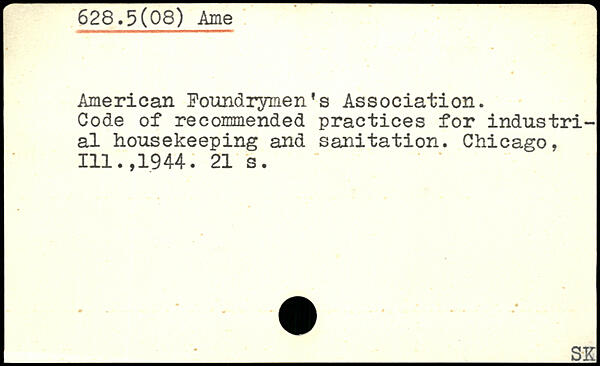 628.5(08) Ame
American Foundrymen's Association.
Code of recommended practices for industri-
al housekeeping and sanitation. Chicago,
Ill.,1944. 21 s.
SK